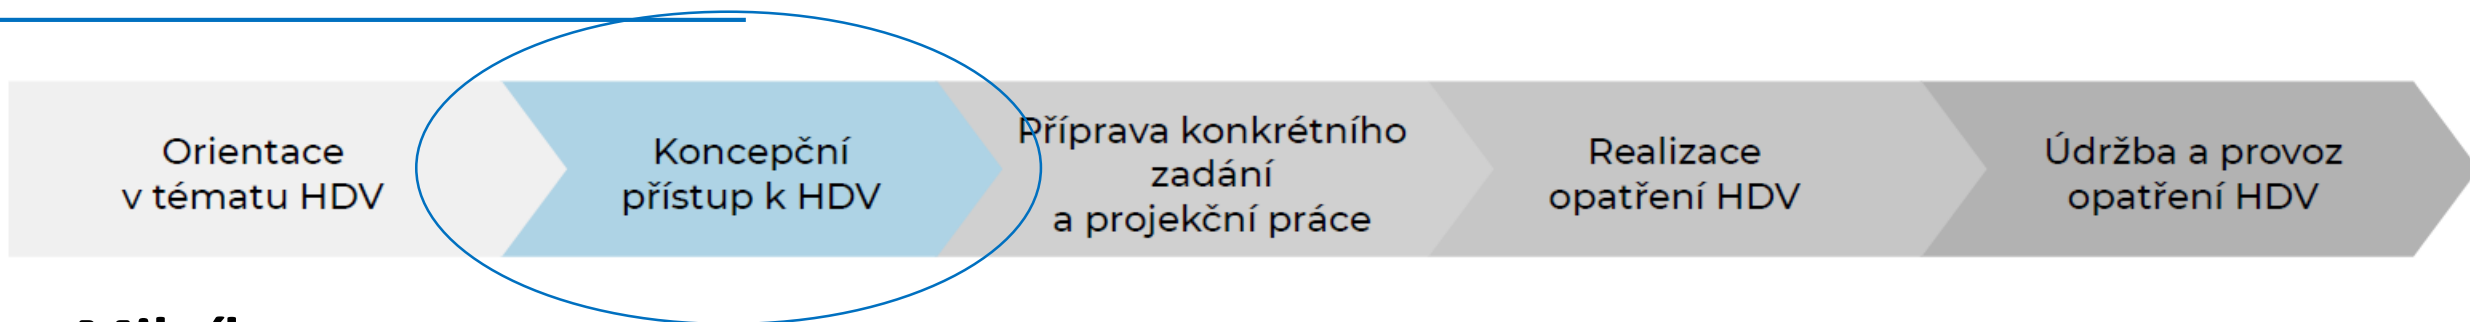 Orientace
v tématu HDV
Koncepční
přístup k HDV
Příprava konkrétního
zadání
a projekční práce
Realizace
opatření HDV
Údržba a provoz
opatření HDV